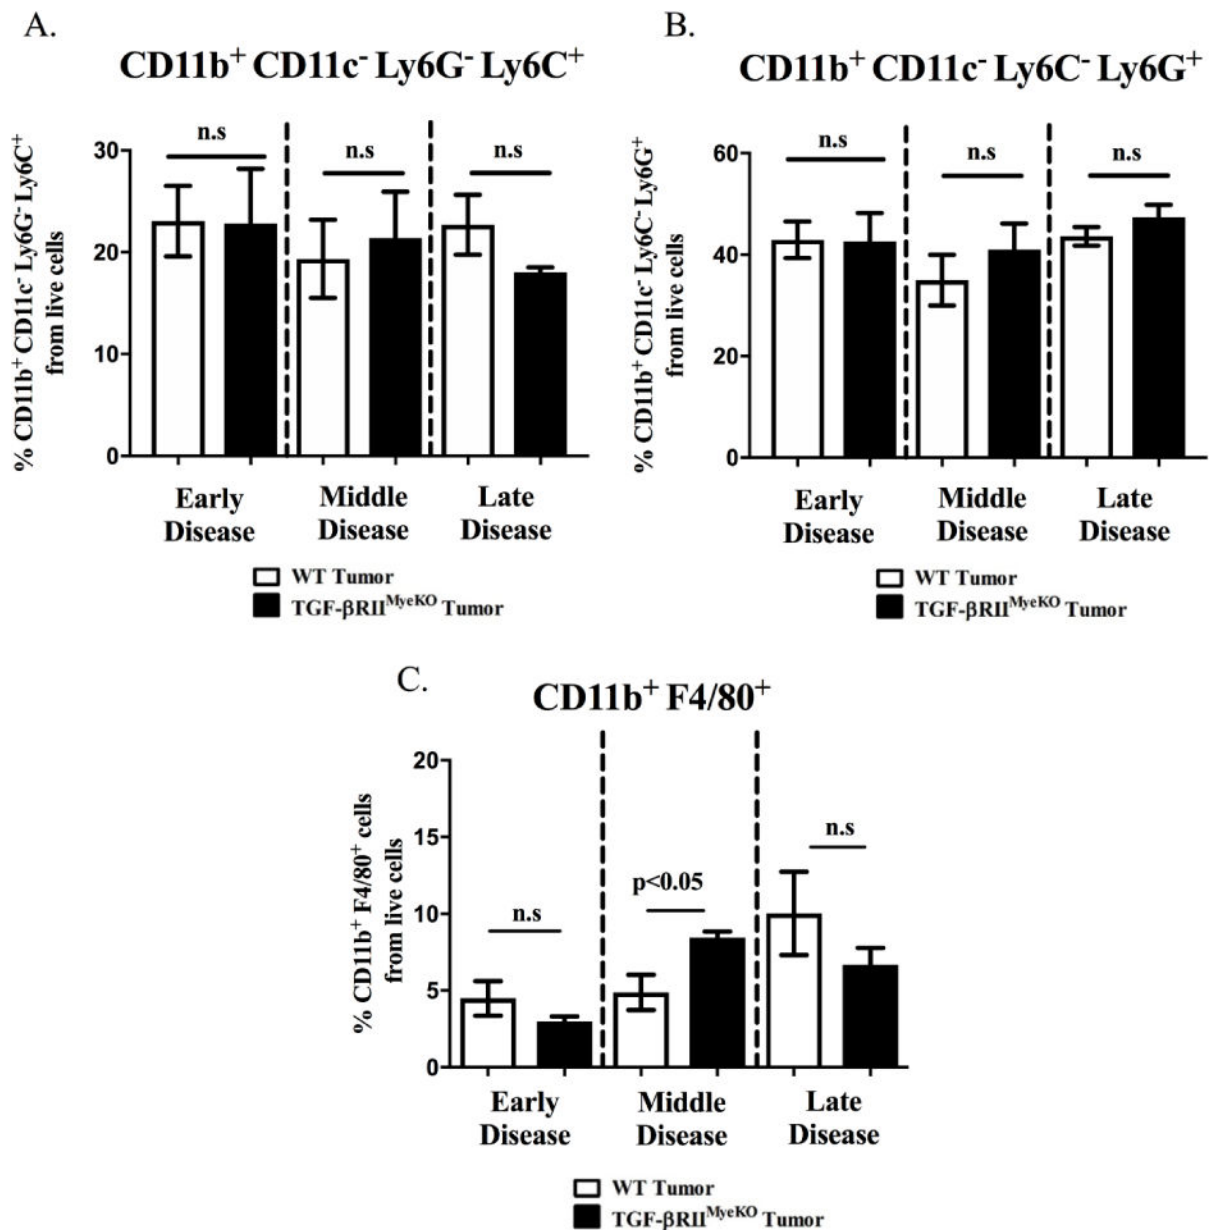 A.
CD11b⁺ CD11c⁻ Ly6G⁻ Ly6C⁺
% CD11b⁺ CD11c⁻ Ly6G⁻ Ly6C⁺
from live cells
30
20
10
0
n.s
n.s
n.s
Early
Disease
Middle
Disease
Late
Disease
WT Tumor
TGF-βRIIᴹʸᵉᴷᴼ Tumor
B.
CD11b⁺ CD11c⁻ Ly6C⁻ Ly6G⁺
% CD11b⁺ CD11c⁻ Ly6C⁻ Ly6G⁺
from live cells
60
40
20
0
n.s
n.s
n.s
Early
Disease
Middle
Disease
Late
Disease
WT Tumor
TGF-βRIIᴹʸᵉᴷᴼ Tumor
C.
CD11b⁺ F4/80⁺
% CD11b⁺ F4/80⁺ cells
from live cells
20
15
10
5
0
n.s
p<0.05
n.s
Early
Disease
Middle
Disease
Late
Disease
WT Tumor
TGF-βRIIᴹʸᵉᴷᴼ Tumor